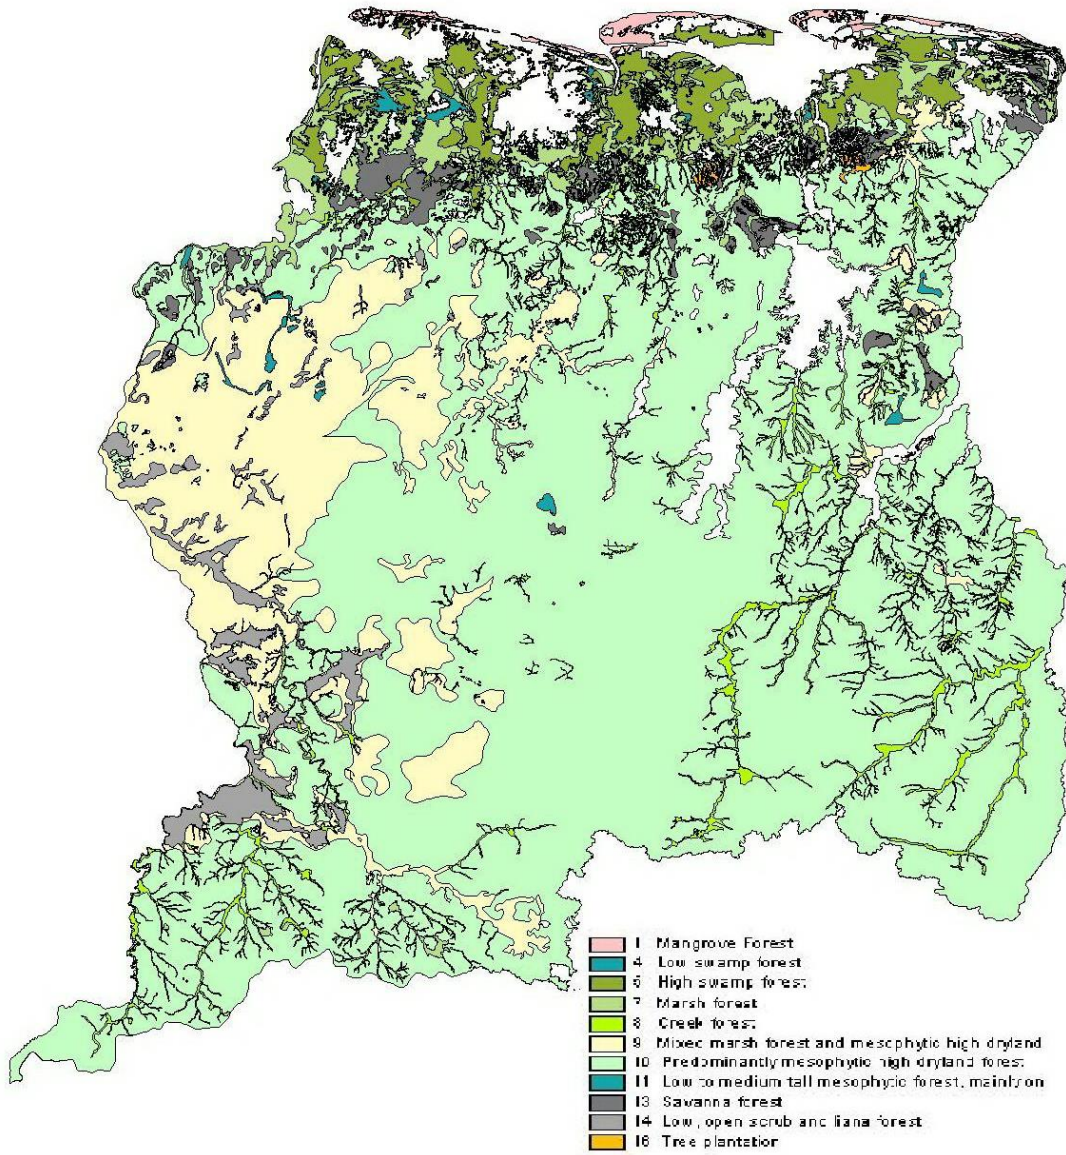 1 Mangrove Forest
4 Low swamp forest
5 High swamp forest
7 Marsh forest
8 Creek forest
9 Mixed marsh forest and mesophytic high dryland
10 Predominantly mesophytic high dryland forest
11 Low to medium tall mesophytic forest, mainly on
13 Savanna forest
14 Low, open scrub and liana forest
16 Tree plantation